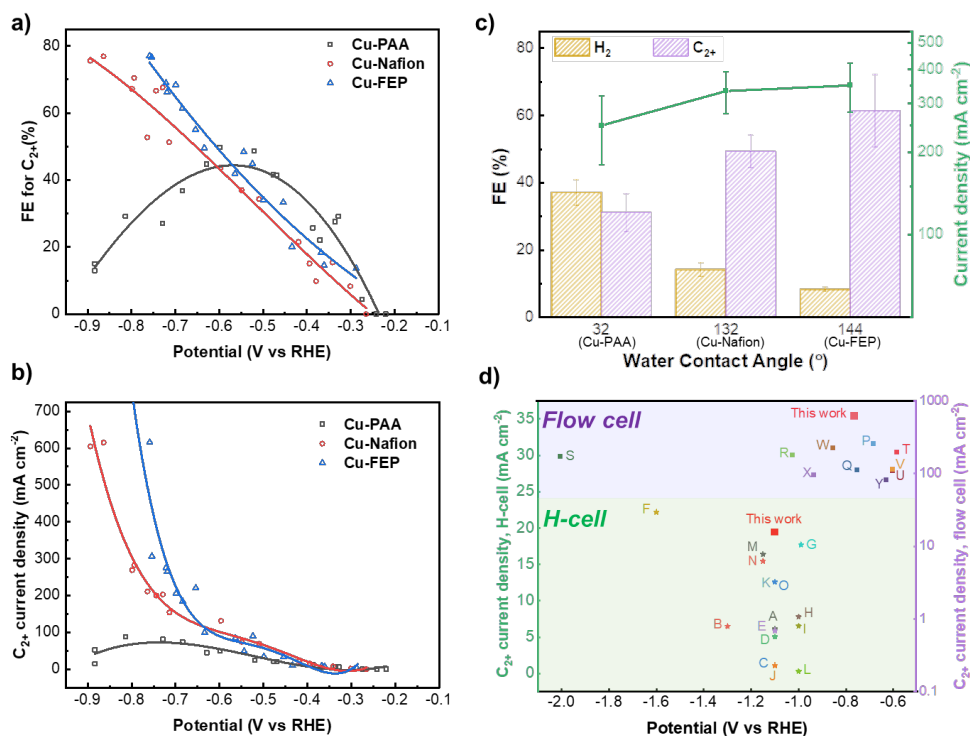 a)
Cu-PAA
Cu-Nafion
Cu-FEP
80
60
40
20
0
FE for C₂₊(%)
-0.9 -0.8 -0.7 -0.6 -0.5 -0.4 -0.3 -0.2 -0.1
Potential (V vs RHE)
b)
Cu-PAA
Cu-Nafion
Cu-FEP
700
600
500
400
300
200
100
0
C₂₊ current density (mA cm⁻²)
-0.9 -0.8 -0.7 -0.6 -0.5 -0.4 -0.3 -0.2 -0.1
Potential (V vs RHE)
c)
H₂ C₂₊
80
60
40
20
0
FE (%)
500
400
300
200
100
Current density (mA cm⁻²)
32 132 144
(Cu-PAA) (Cu-Nafion) (Cu-FEP)
Water Contact Angle (°)
d)
Flow cell
This work
S
R
X
W
P
Q
T
V
U
Y
H-cell
This work
F
M
N
G
K
O
A
H
B
E
I
D
C
J
L
35
30
25
20
15
10
5
0
C₂₊ current density, H-cell (mA cm⁻²)
1000
100
10
1
0.1
C₂₊ current density, flow cell (mA cm⁻²)
-2.0 -1.8 -1.6 -1.4 -1.2 -1.0 -0.8 -0.6
Potential (V vs RHE)